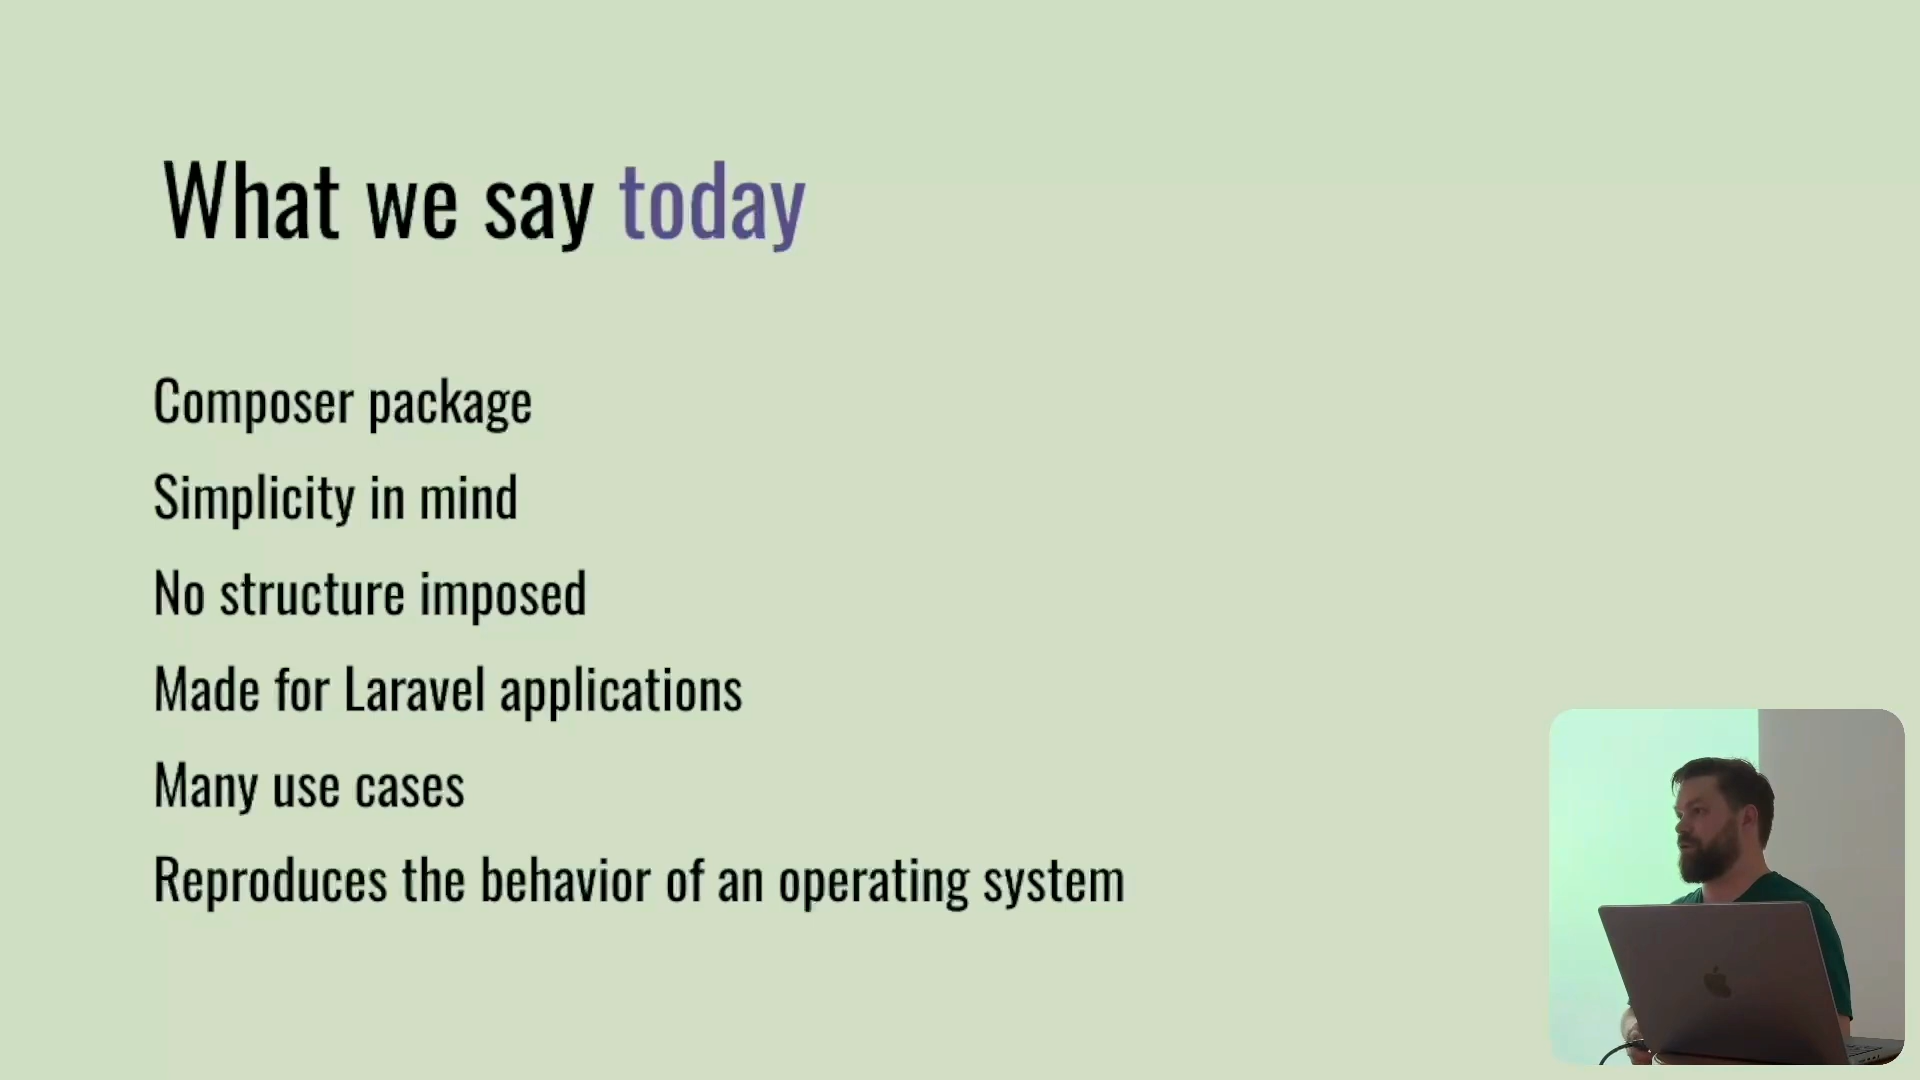 What we say today
Composer package
Simplicity in mind
No structure imposed
Made for Laravel applications
Many use cases
Reproduces the behavior of an operating system